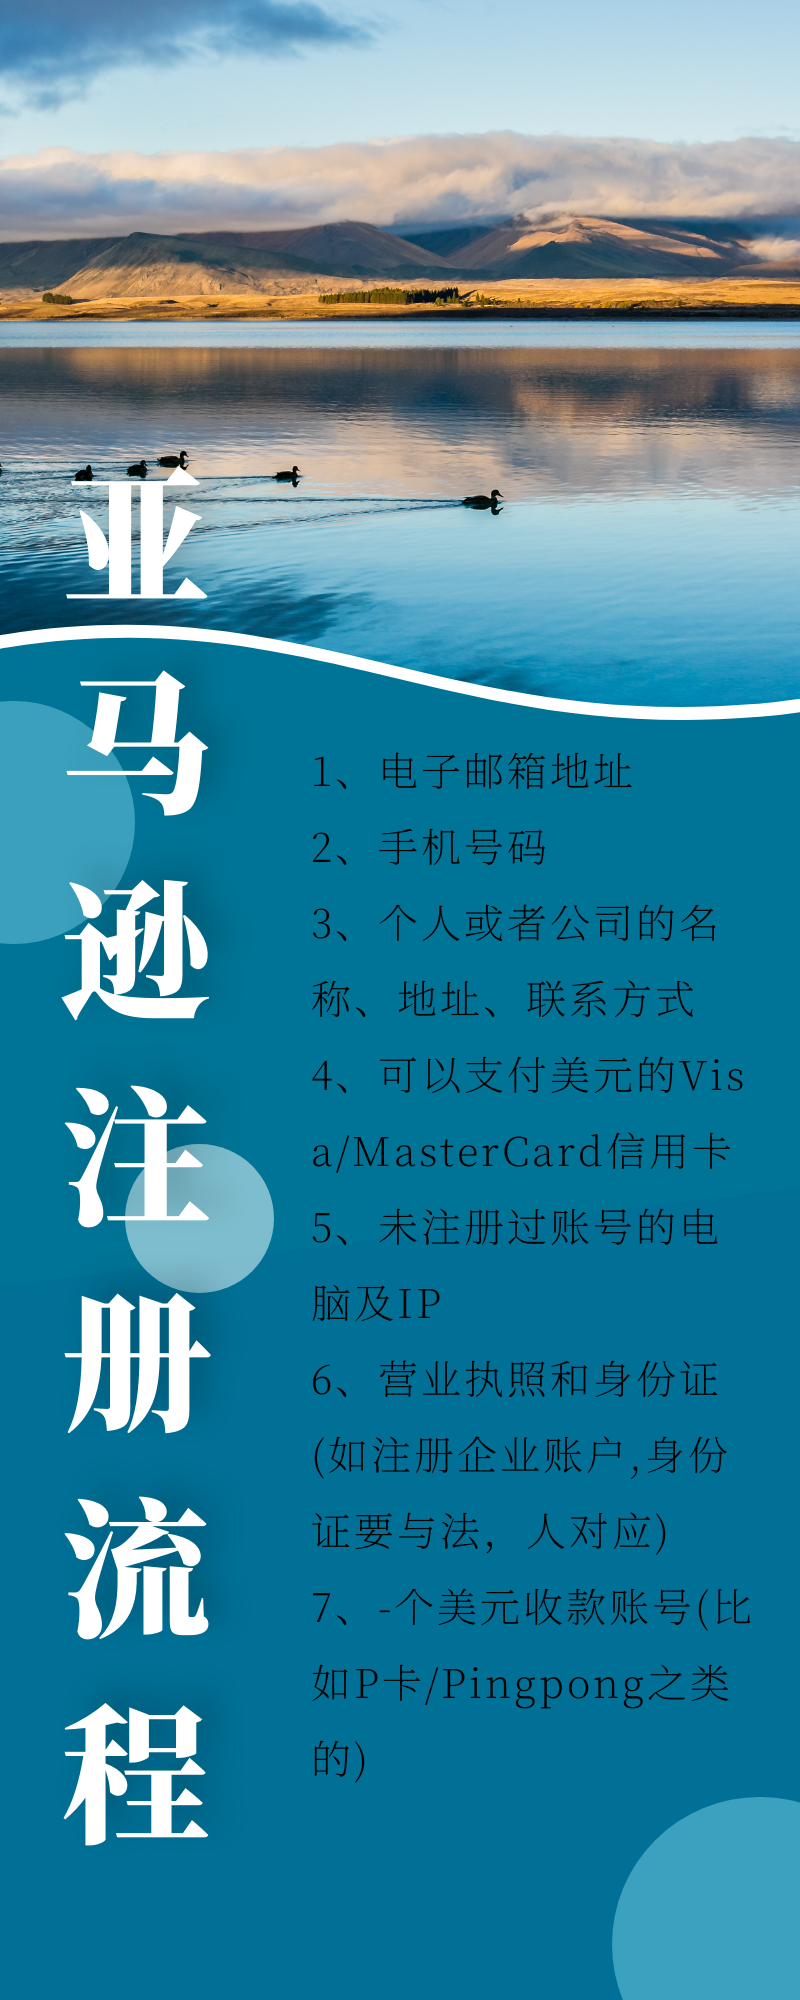 亚马逊注册流程
1、电子邮箱地址
2、手机号码
3、个人或者公司的名
称、地址、联系方式
4、可以支付美元的Vis
a/MasterCard信用卡
5、未注册过账号的电
脑及IP
6、营业执照和身份证
(如注册企业账户,身份
证要与法，人对应)
7、-个美元收款账号(比
如P卡/Pingpong之类
的)